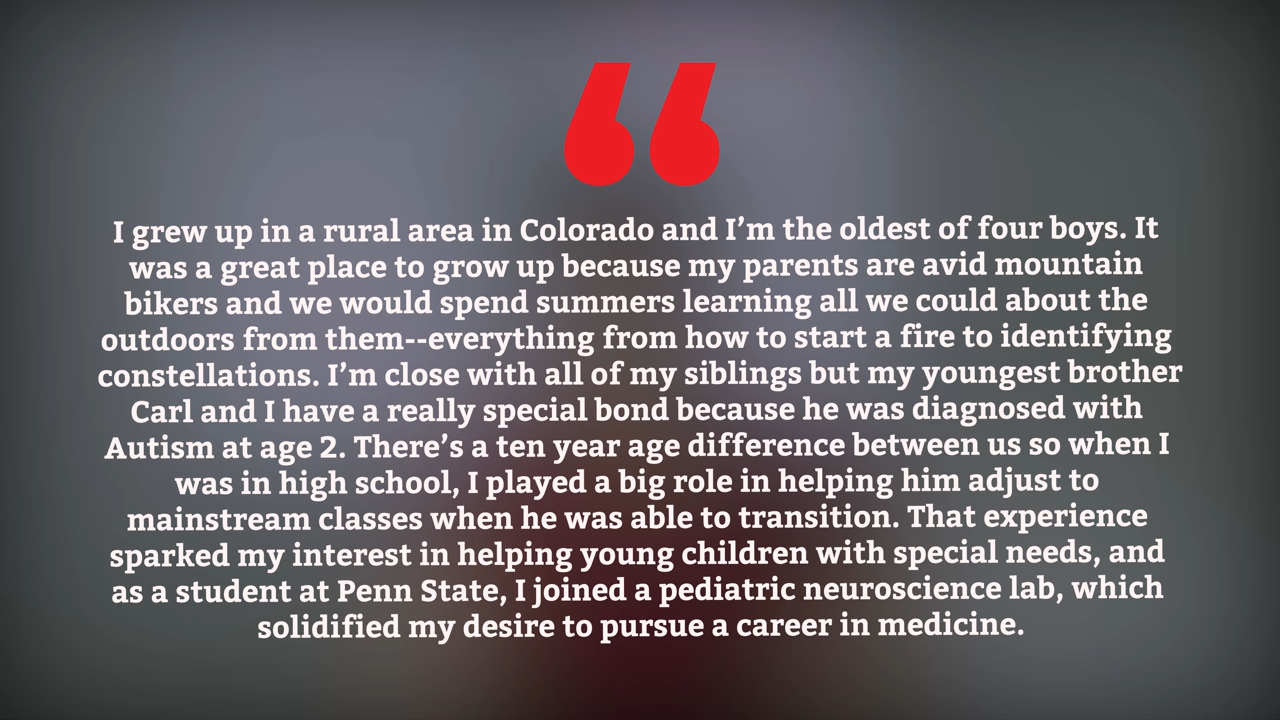 “
I grew up in a rural area in Colorado and I’m the oldest of four boys. It
was a great place to grow up because my parents are avid mountain
bikers and we would spend summers learning all we could about the
outdoors from them--everything from how to start a fire to identifying
constellations. I’m close with all of my siblings but my youngest brother
Carl and I have a really special bond because he was diagnosed with
Autism at age 2. There’s a ten year age difference between us so when I
was in high school, I played a big role in helping him adjust to
mainstream classes when he was able to transition. That experience
sparked my interest in helping young children with special needs, and
as a student at Penn State, I joined a pediatric neuroscience lab, which
solidified my desire to pursue a career in medicine.